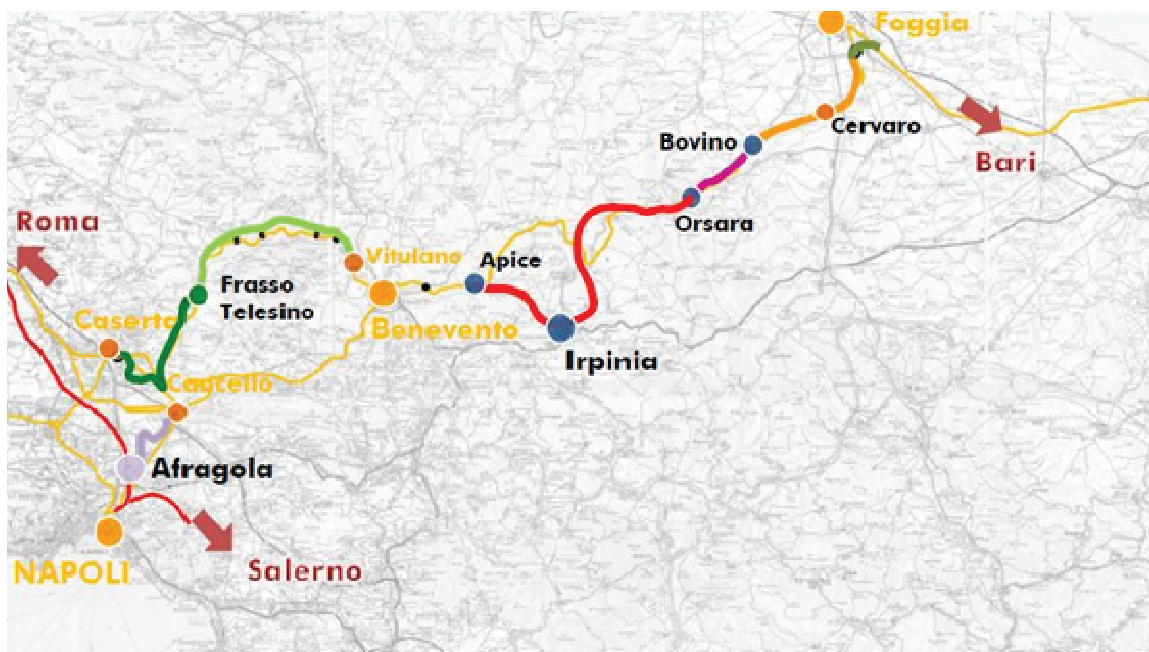 Foggia
Cervaro
Bovino
Bari
Orsara
Roma
Vitulano
Apice
Frasso
Telesino
Caserta
Benevento
Irpinia
Cancello
Afragola
NAPOLI
Salerno